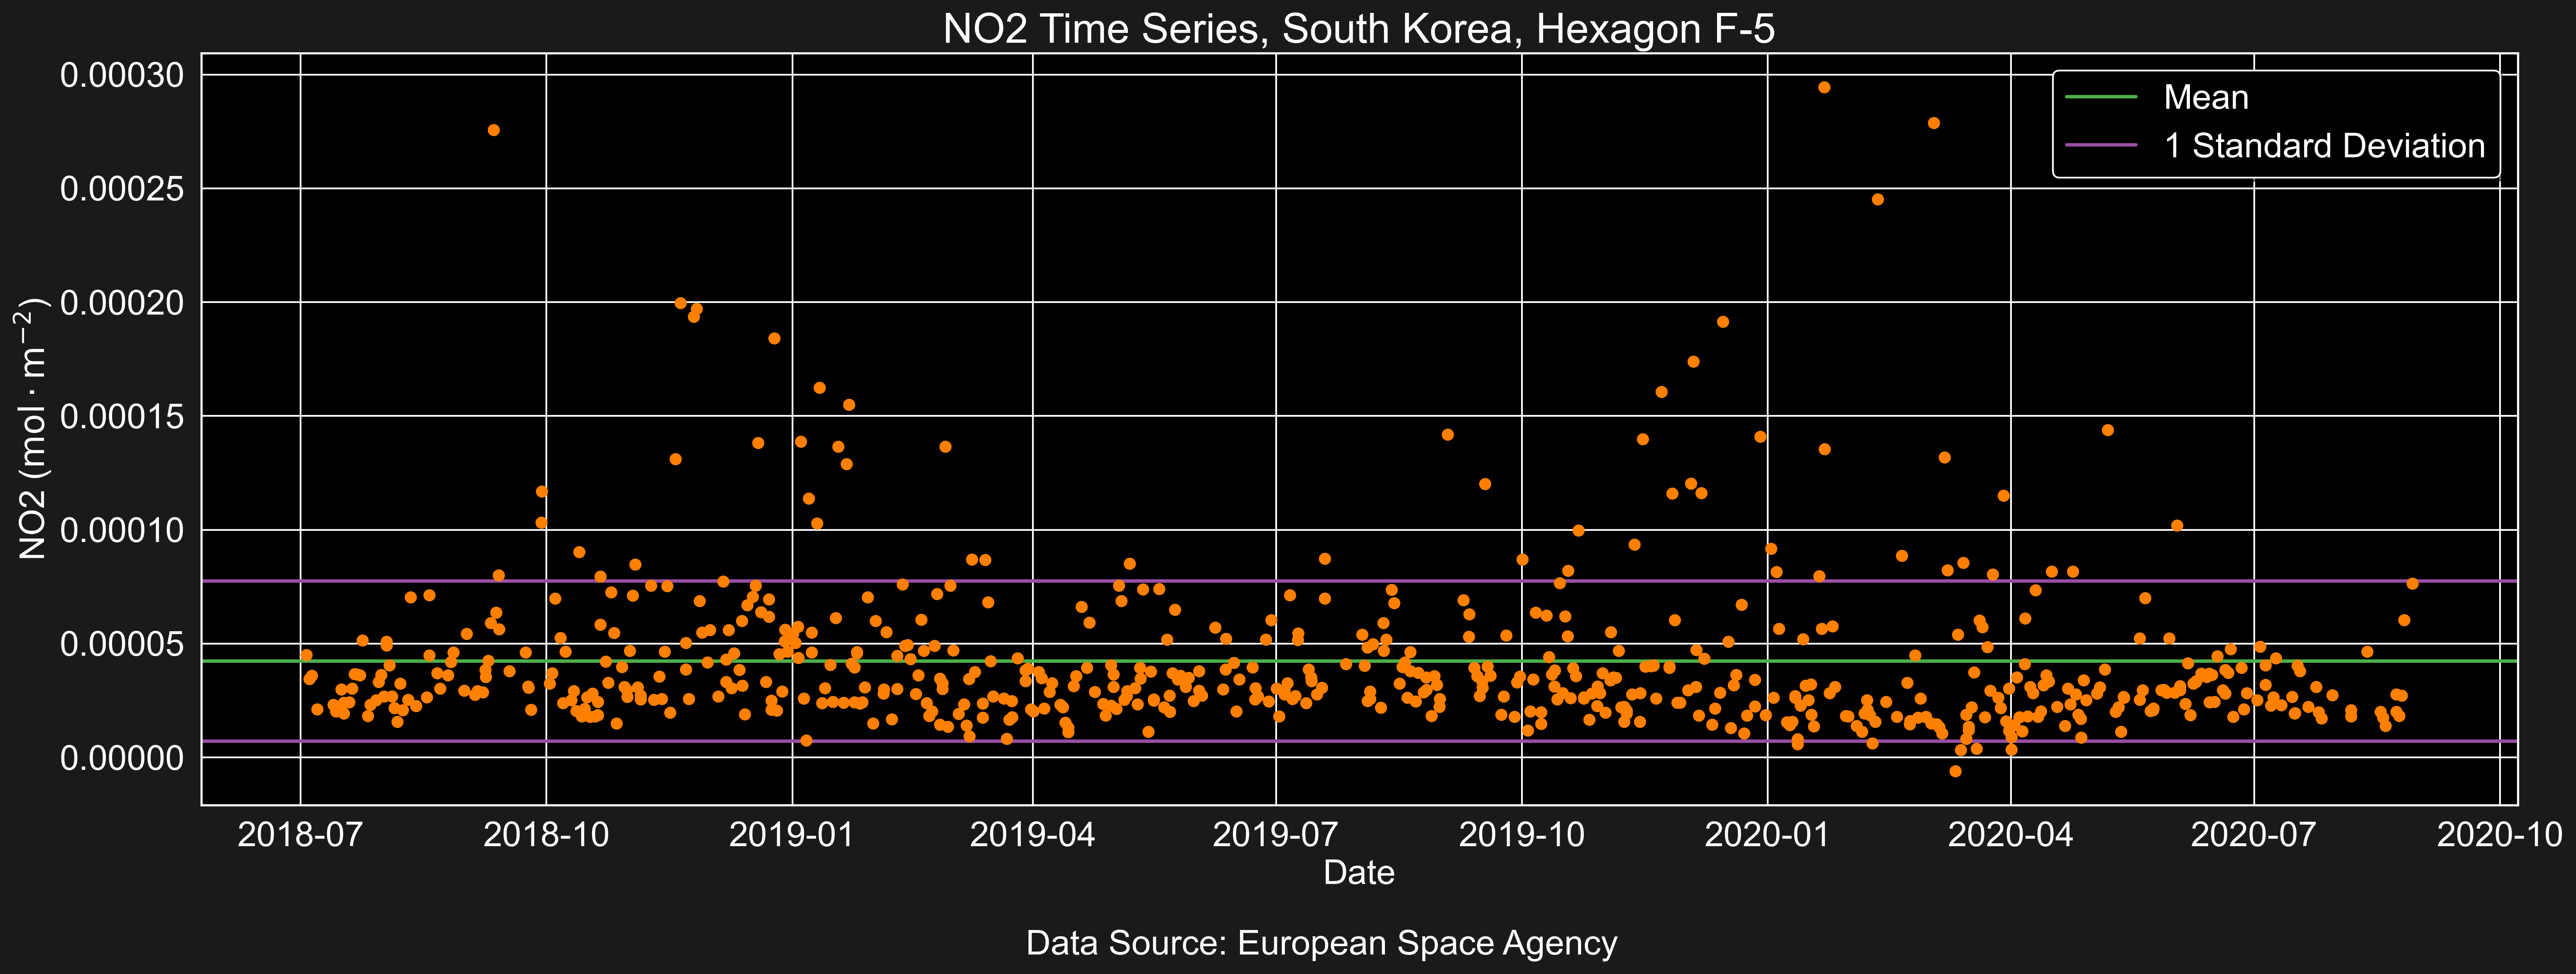 NO2 Time Series, South Korea, Hexagon F-5
0.00030
0.00025
0.00020
0.00015
0.00010
0.00005
0.00000
NO2 (mol · m⁻²)
Mean
1 Standard Deviation
2018-07 2018-10 2019-01 2019-04 2019-07 2019-10 2020-01 2020-04 2020-07 2020-10
Date
Data Source: European Space Agency